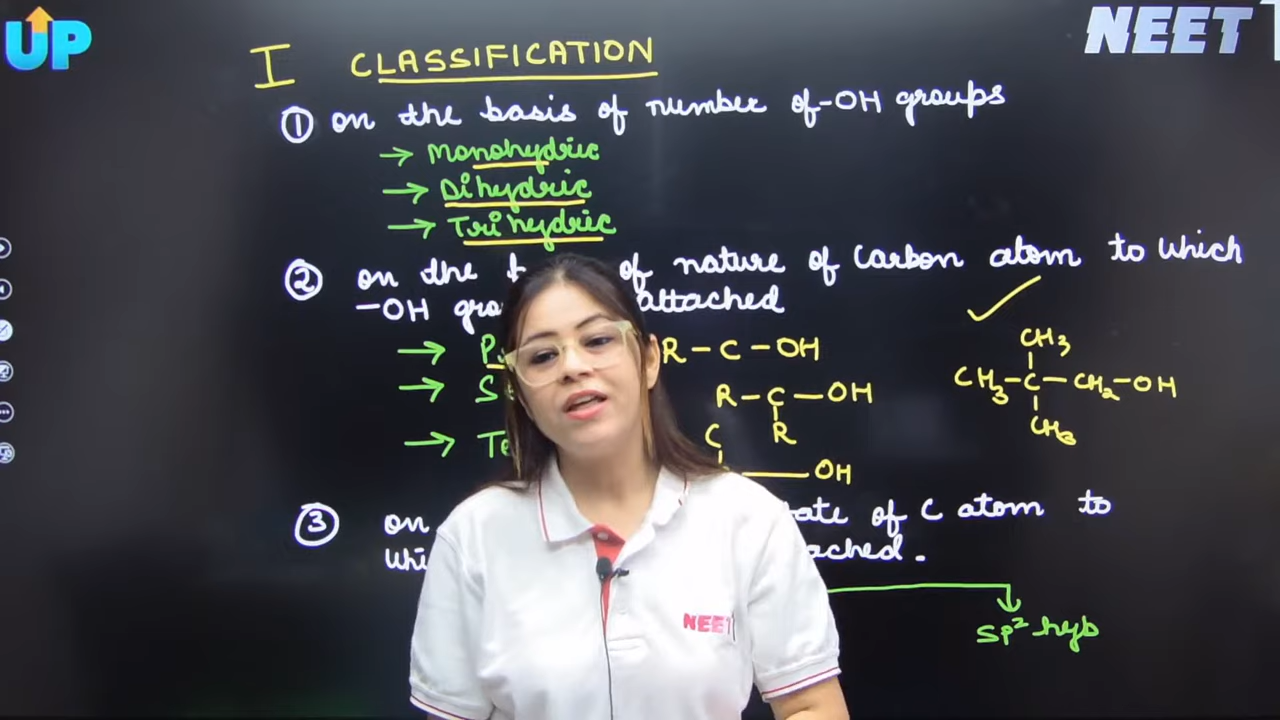 UP
NEET
I CLASSIFICATION
① on the basis of number of -OH groups
→ Monohydric
→ Dihydric
→ Trihydric
② on the of nature of Carbon atom to which
-OH attached
→ R-C-OH
→ R-C-OH
R
→ C
OH
CH3
CH3-C-CH2-OH
CH3
③ on of C atom to
.
sp² hyb
NEET